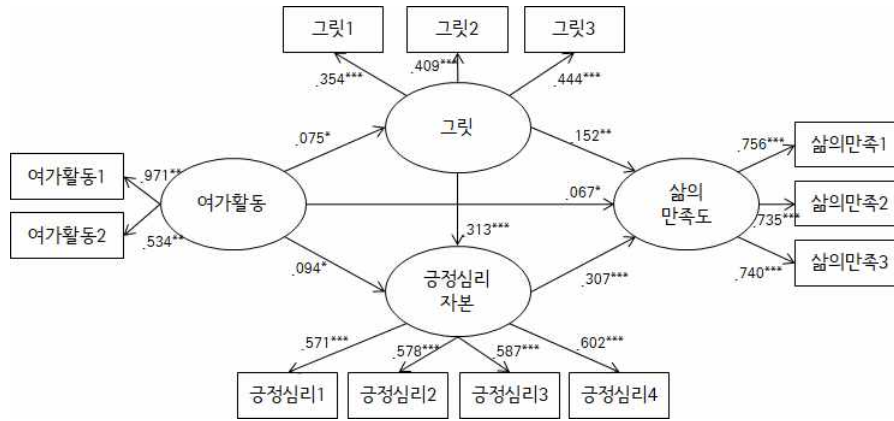 그릿1
그릿2
그릿3
.354***
.409***
.444***
그릿
.075*
.152**
.756***
삶의만족1
여가활동1
.971**
여가활동
.067*
삶의
만족도
.735***
삶의만족2
여가활동2
.534**
.313***
.094*
긍정심리
자본
.307***
.740***
삶의만족3
.571***
.578***
.587***
.602***
긍정심리1
긍정심리2
긍정심리3
긍정심리4